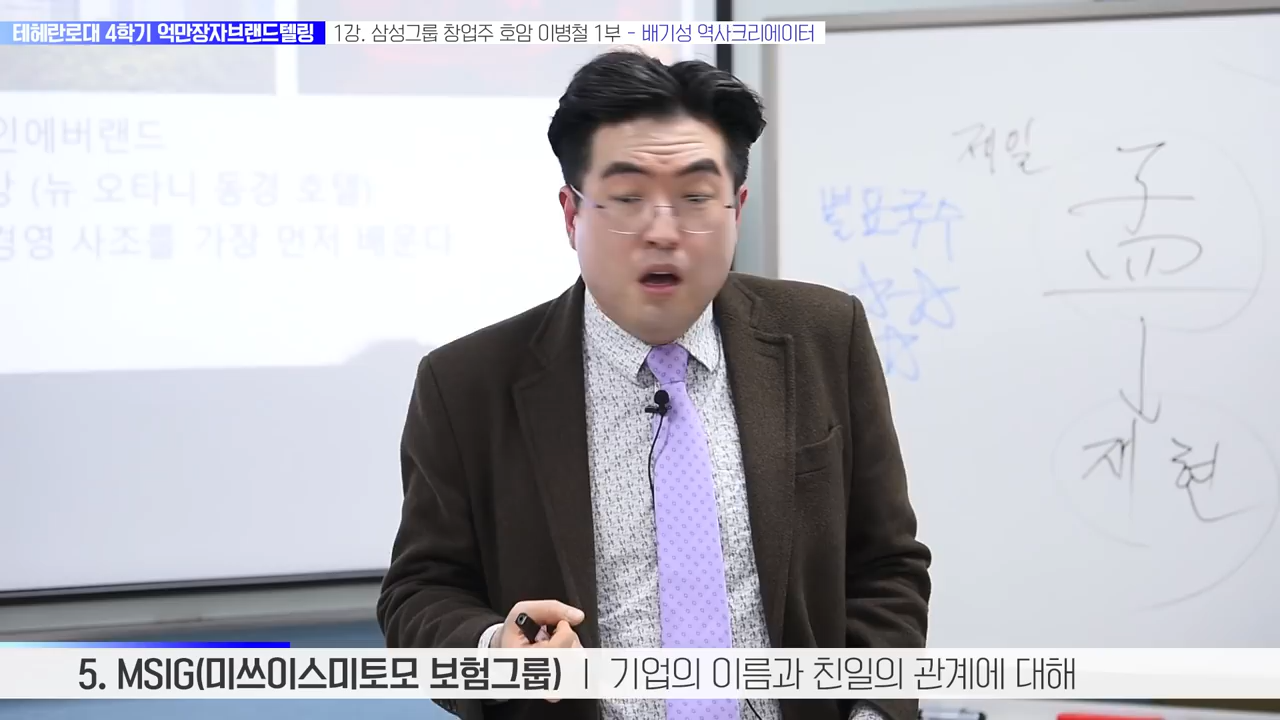 테헤란로대 4학기 억만장자브랜드텔링 1강. 삼성그룹 창업주 호암 이병철 1부 - 배기성 역사크리에이터
인에버랜드
(뉴 오타니 동경 호텔)
경영 사조를 가장 먼저 배운다
제일
孟
별표국수
재현
5. MSIG(미쓰이스미토모 보험그룹) | 기업의 이름과 친일의 관계에 대해